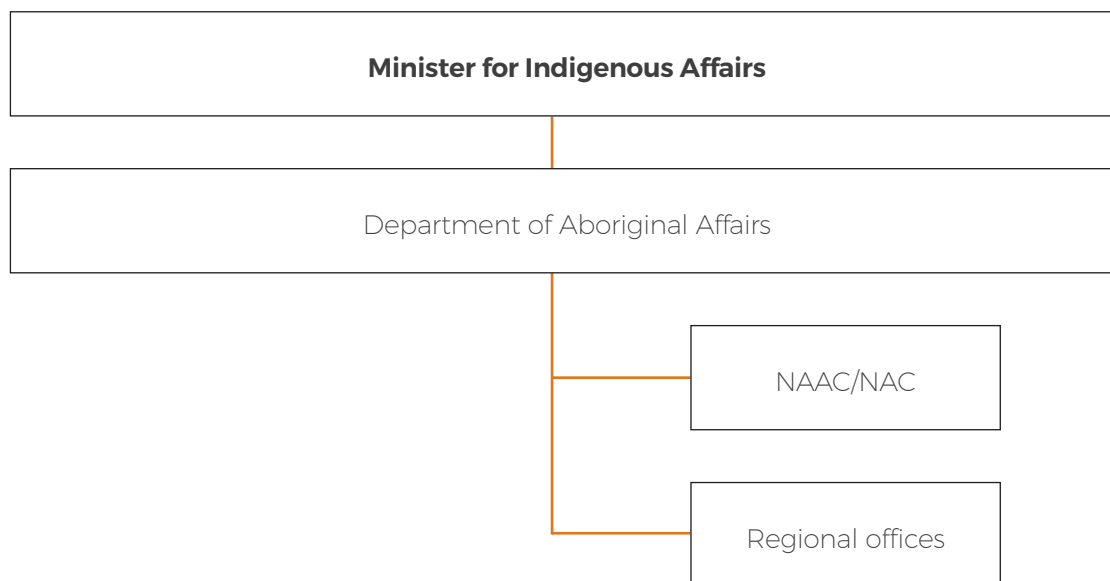 Minister for Indigenous Affairs
Department of Aboriginal Affairs
NAAC/NAC
Regional offices